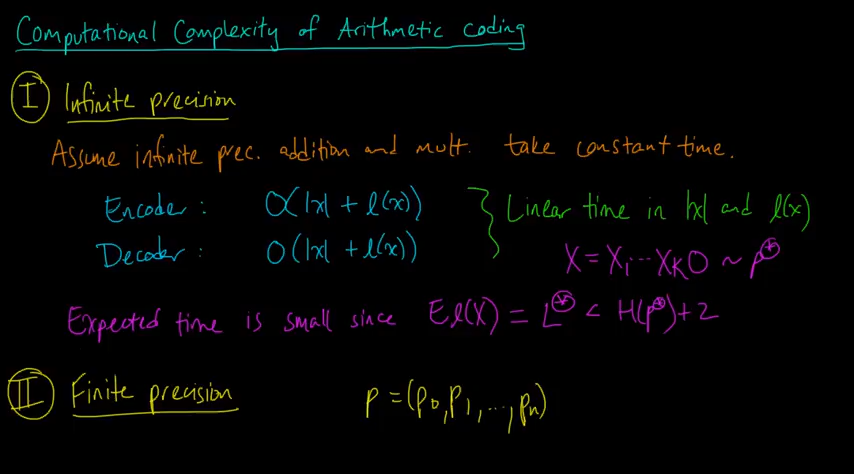 Computational Complexity of Arithmetic coding
I Infinite precision
Assume infinite prec. addition and mult. take constant time.
Encoder: O(|x| + l(x))
Linear time in |x| and l(x)
Decoder: O(|x| + l(x))
X = X₁...X_K0 ~ p^⊕
Expected time is small since El(X) = L^⊛ < H(p^⊕)+2
II Finite precision p = (p₀,p₁,...,pₙ)